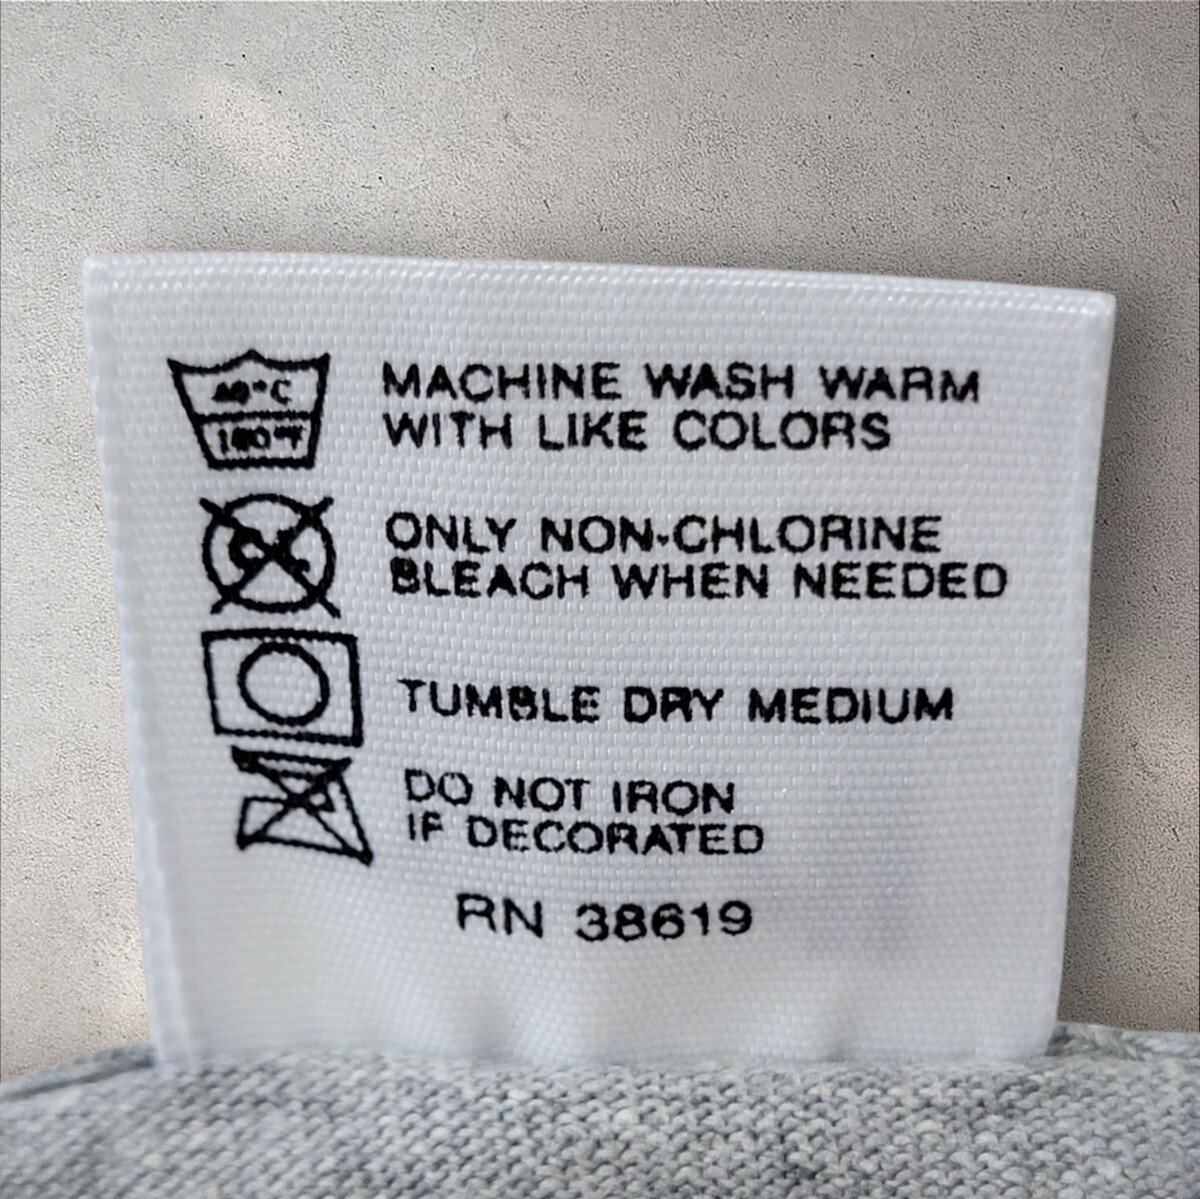 40°C
MACHINE WASH WARM
WITH LIKE COLORS
ONLY NON-CHLORINE
BLEACH WHEN NEEDED
TUMBLE DRY MEDIUM
DO NOT IRON
IF DECORATED
RN 38619